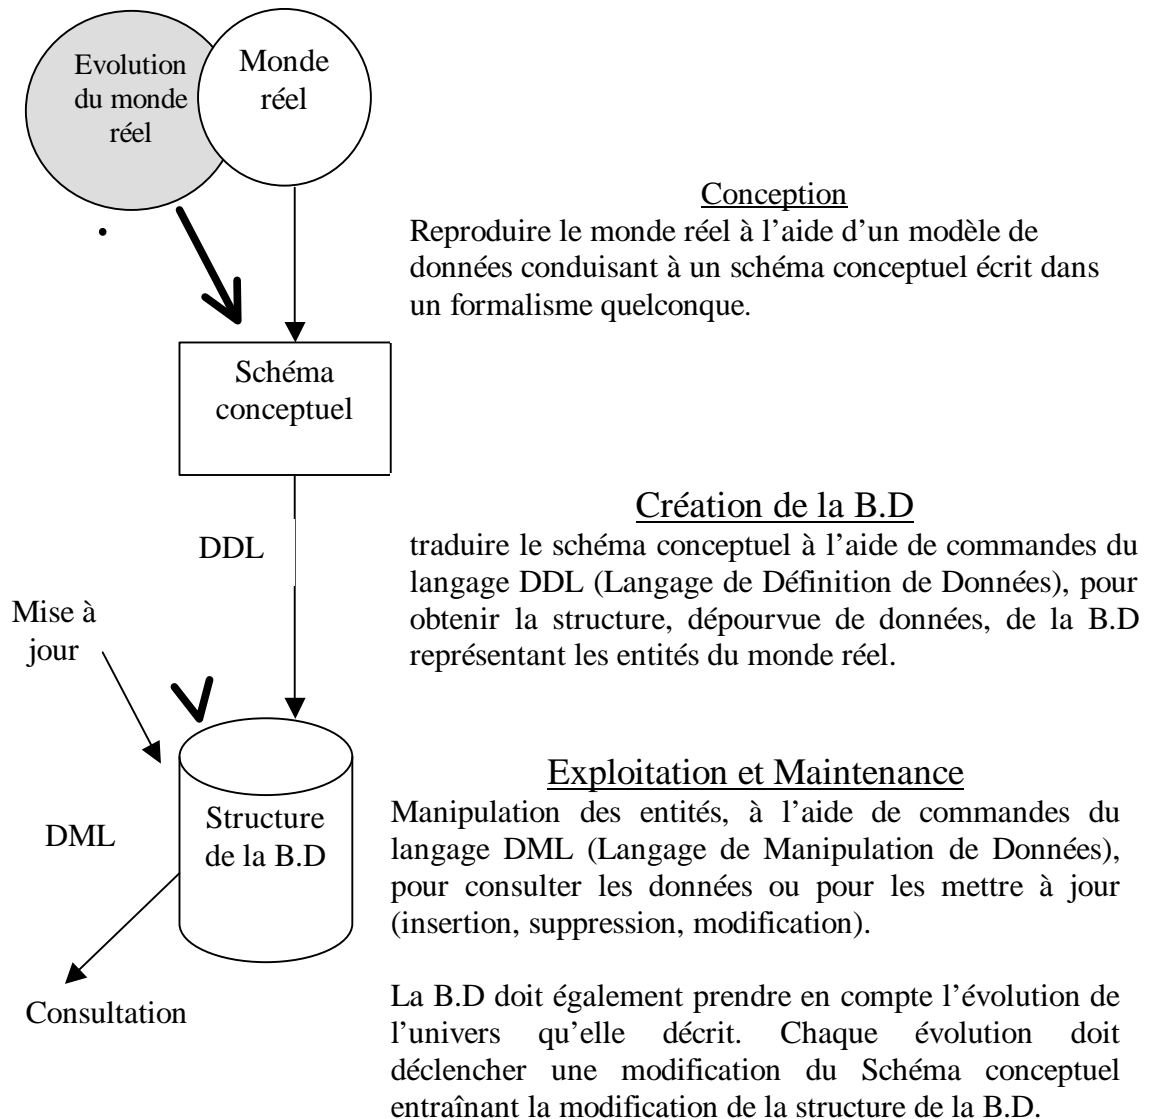 Evolution
du monde
réel
Monde
réel
Conception
Reproduire le monde réel à l’aide d’un modèle de
données conduisant à un schéma conceptuel écrit dans
un formalisme quelconque.
Schéma
conceptuel
Création de la B.D
DDL
traduire le schéma conceptuel à l’aide de commandes du
langage DDL (Langage de Définition de Données), pour
obtenir la structure, dépourvue de données, de la B.D
représentant les entités du monde réel.
Mise à
jour
Exploitation et Maintenance
DML
Structure
de la B.D
Manipulation des entités, à l’aide de commandes du
langage DML (Langage de Manipulation de Données),
pour consulter les données ou pour les mettre à jour
(insertion, suppression, modification).
Consultation
La B.D doit également prendre en compte l’évolution de
l’univers qu’elle décrit. Chaque évolution doit
déclencher une modification du Schéma conceptuel
entraînant la modification de la structure de la B.D.